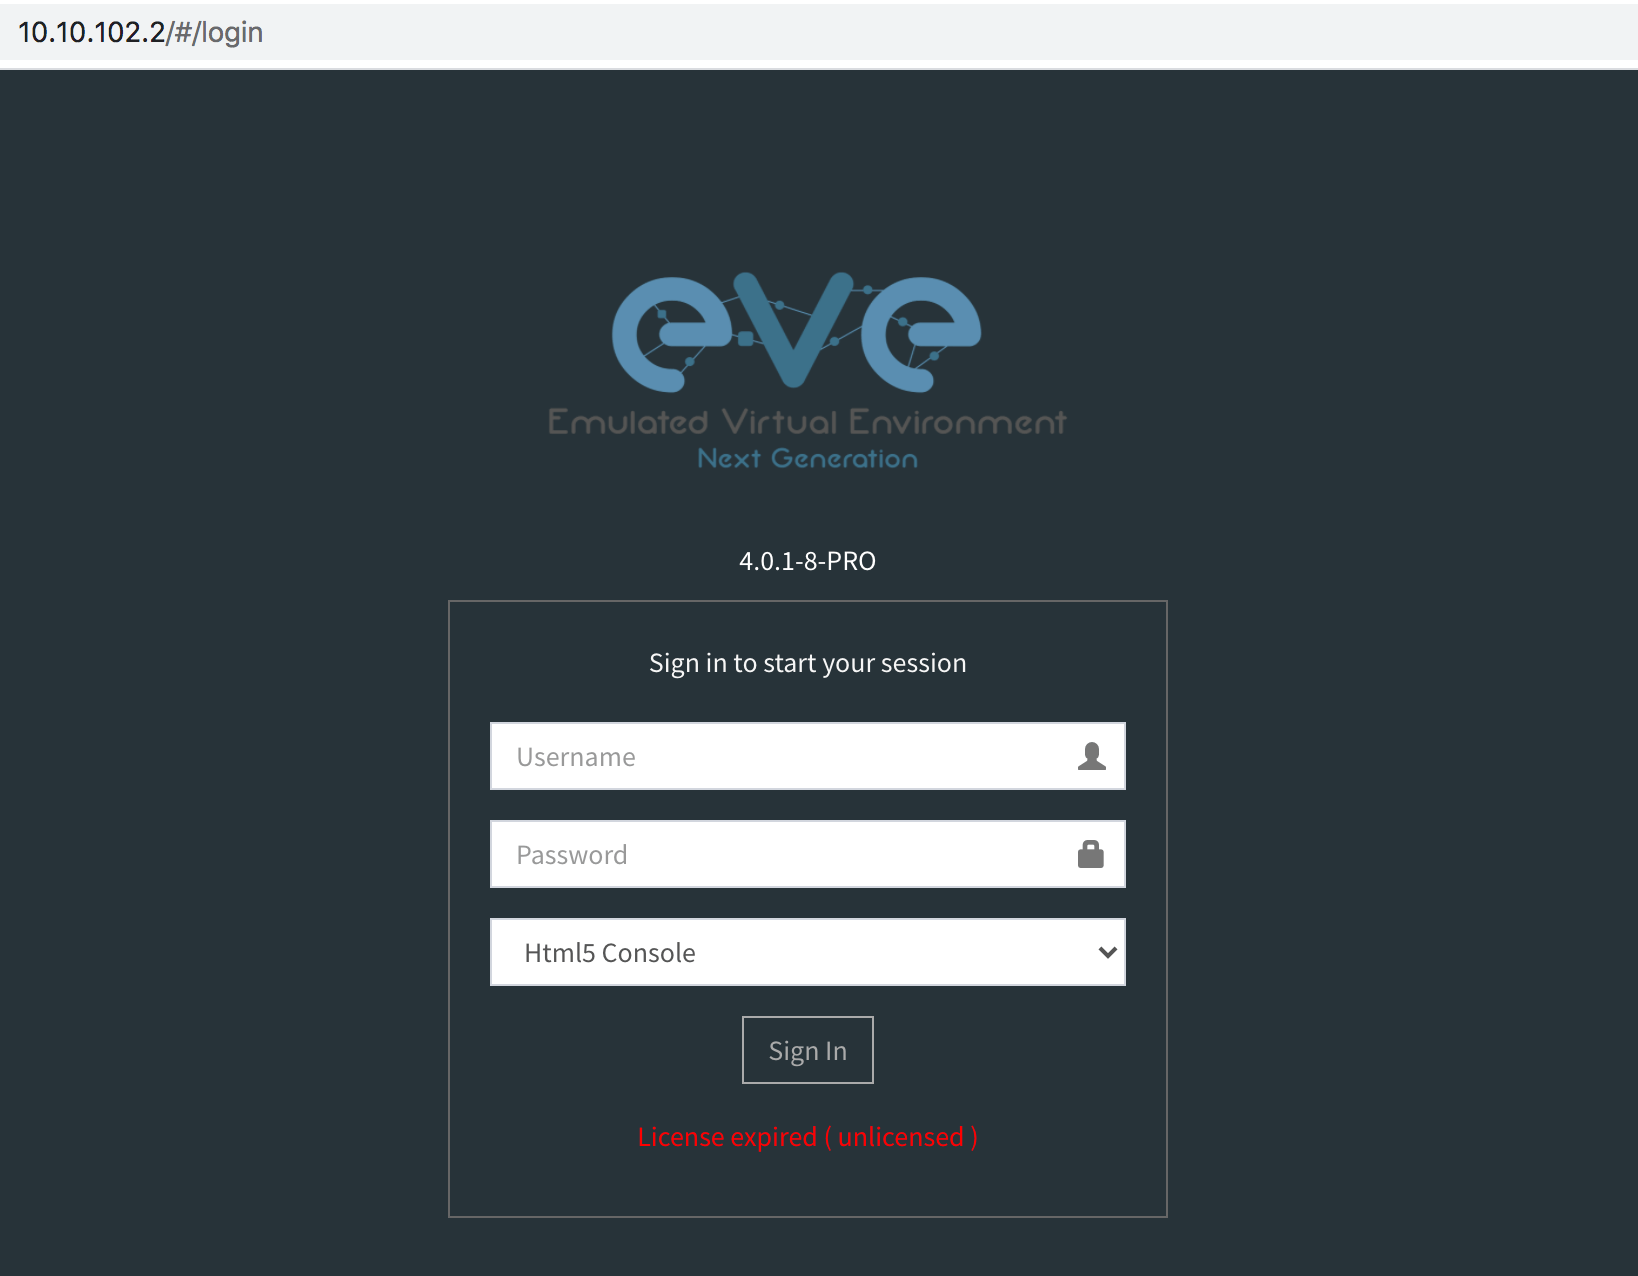 10.10.102.2/#/login
eve
Emulated Virtual Environment
Next Generation
4.0.1-8-PRO
Sign in to start your session
Username
Password
Html5 Console
Sign In
License expired ( unlicensed )